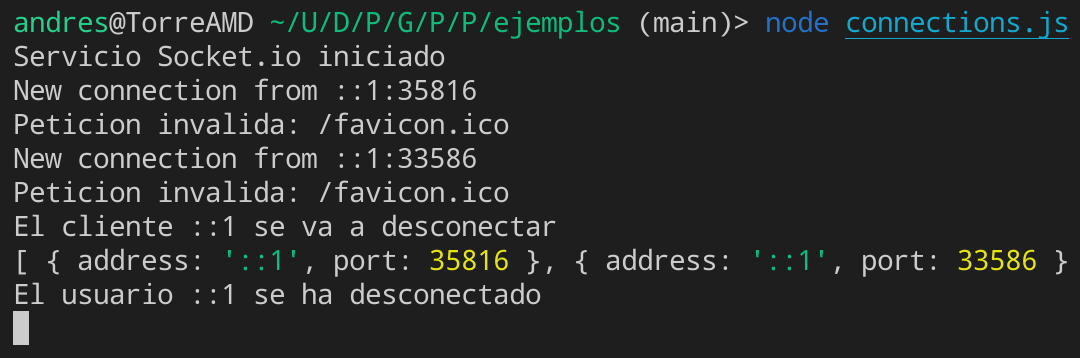 andres@TorreAMD ~/U/D/P/G/P/P/ejemplos (main)> node connections.js
Servicio Socket.io iniciado
New connection from ::1:35816
Peticion invalida: /favicon.ico
New connection from ::1:33586
Peticion invalida: /favicon.ico
El cliente ::1 se va a desconectar
[ { address: '::1', port: 35816 }, { address: '::1', port: 33586 }
El usuario ::1 se ha desconectado